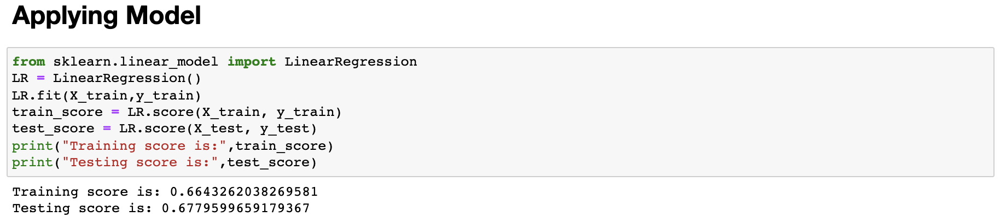 Applying Model
from sklearn.linear_model import LinearRegression
LR = LinearRegression()
LR.fit(X_train,y_train)
train_score = LR.score(X_train, y_train)
test_score = LR.score(X_test, y_test)
print("Training score is:",train_score)
print("Testing score is:",test_score)
Training score is: 0.6643262038269581
Testing score is: 0.6779599659179367